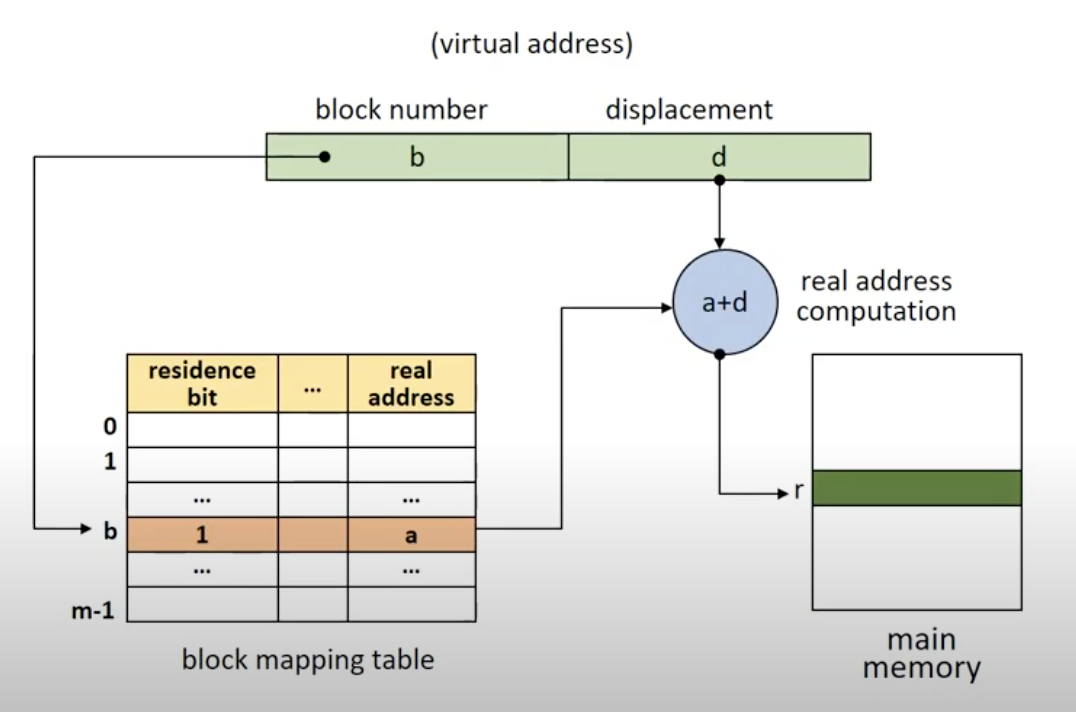 (virtual address)
block number
displacement
b
d
a+d
real address
computation
residence
bit
...
real
address
0
1
...
...
b
1
a
...
...
m-1
r
block mapping table
main
memory